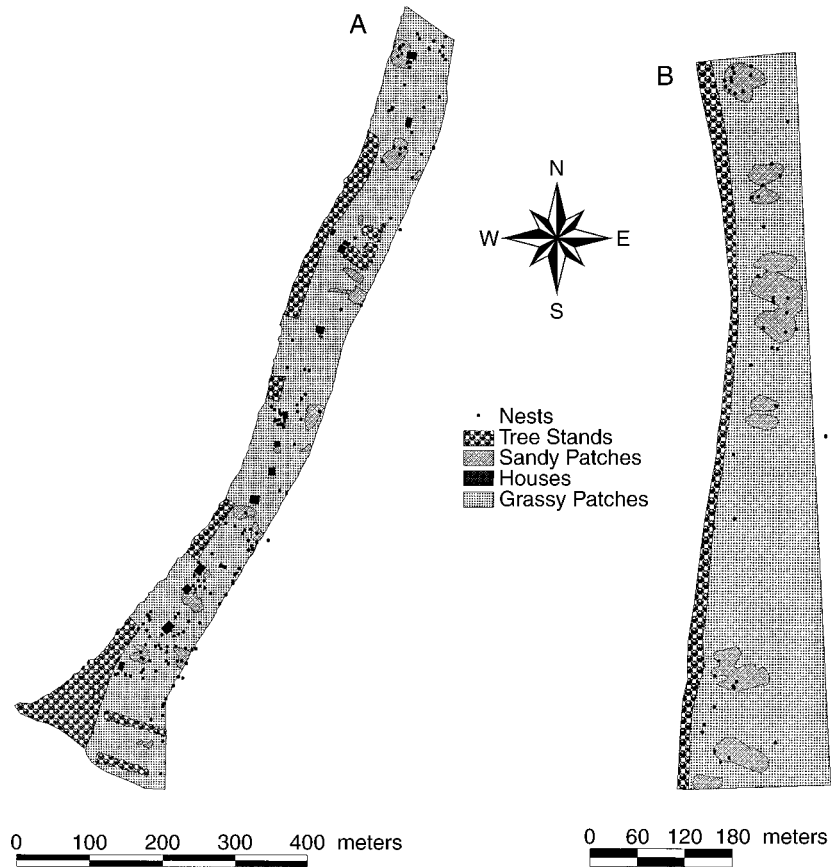 A
B
N
W E
S
Nests
Tree Stands
Sandy Patches
Houses
Grassy Patches
0 100 200 300 400 meters
0 60 120 180 meters